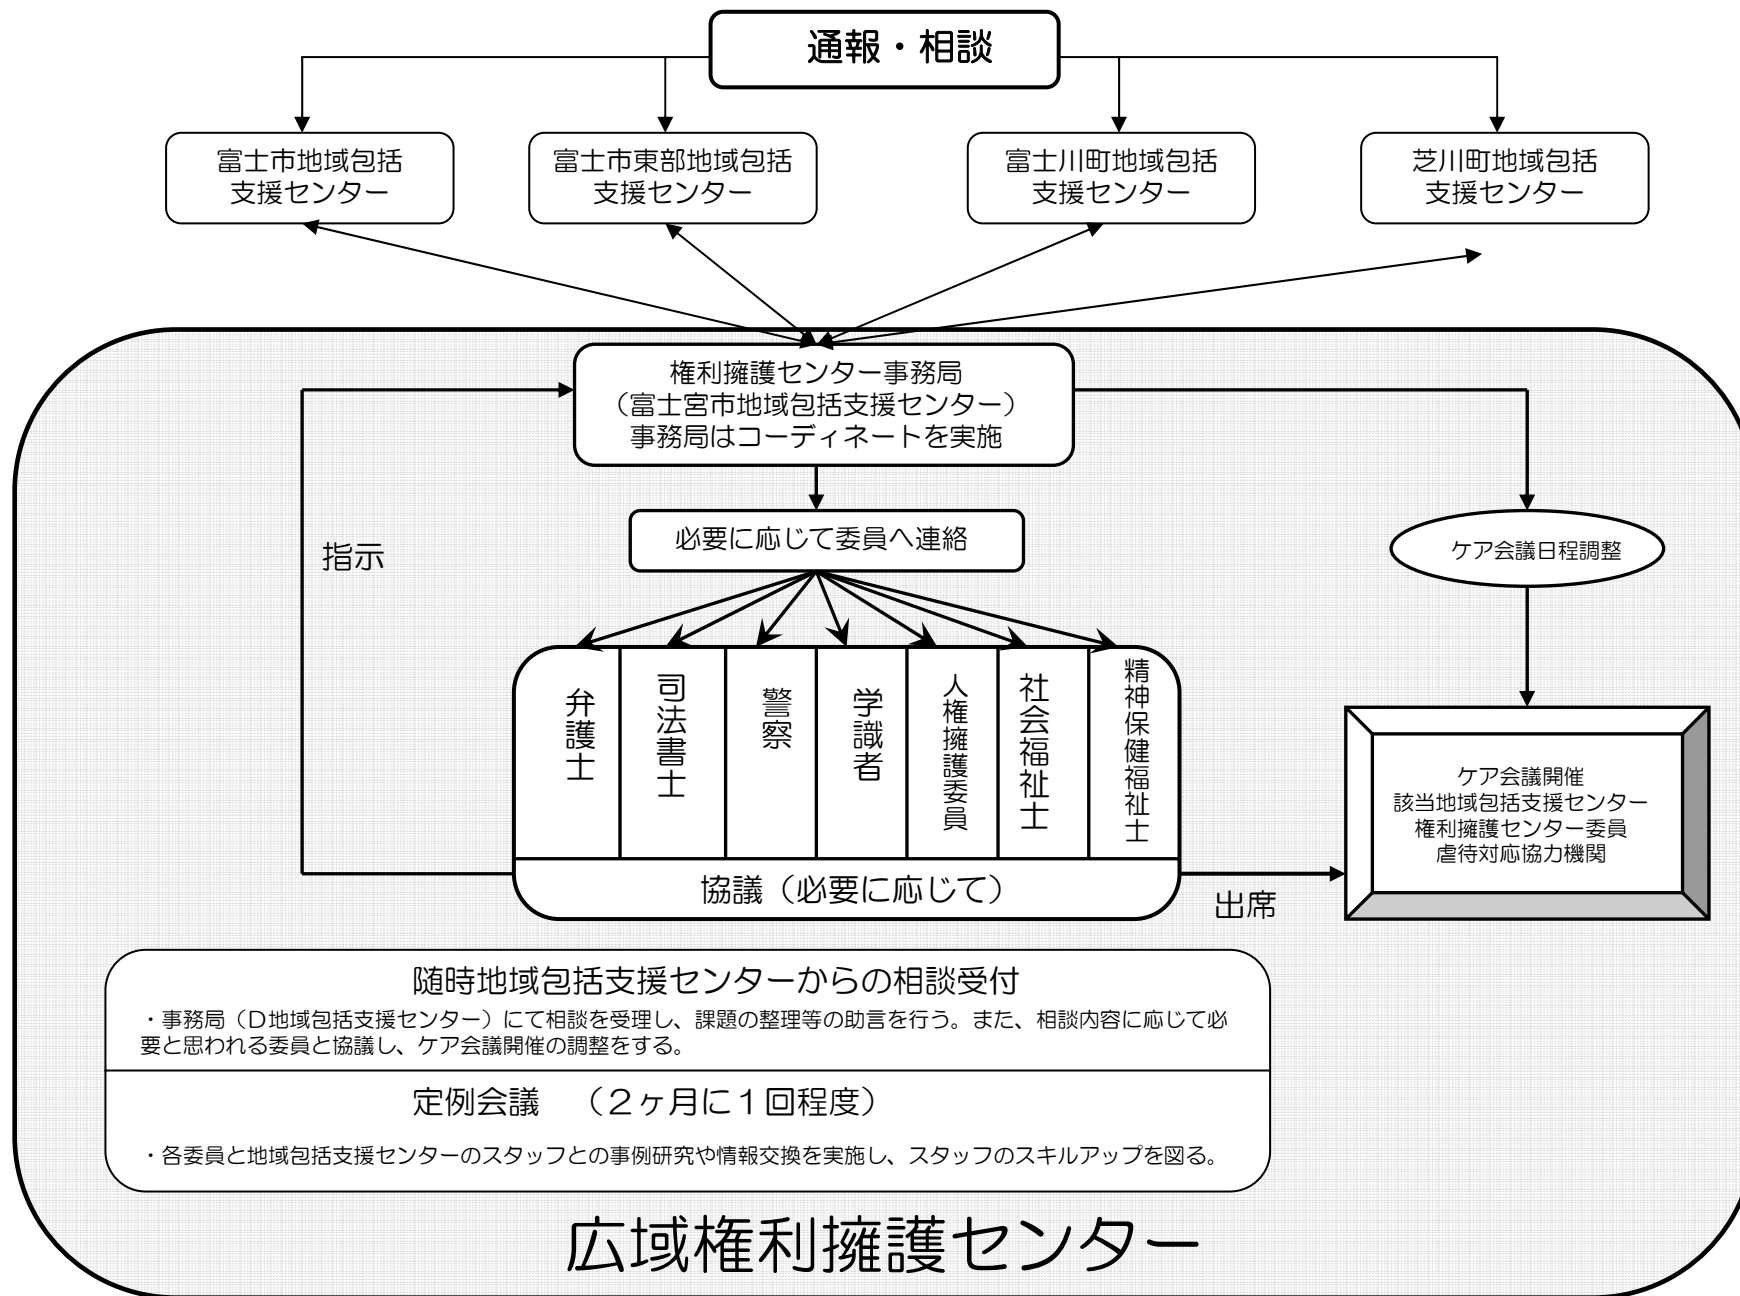 通報・相談
富士市地域包括
支援センター
富士市東部地域包括
支援センター
富士川町地域包括
支援センター
芝川町地域包括
支援センター
権利擁護センター事務局
（富士宮市地域包括支援センター）
事務局はコーディネートを実施
必要に応じて委員へ連絡
指示
ケア会議日程調整
弁護士
司法書士
警察
学識者
人権擁護委員
社会福祉士
精神保健福祉士
協議（必要に応じて）
出席
ケア会議開催
該当地域包括支援センター
権利擁護センター委員
虐待対応協力機関
随時地域包括支援センターからの相談受付
・事務局（Ｄ地域包括支援センター）にて相談を受理し、課題の整理等の助言を行う。また、相談内容に応じて必
要と思われる委員と協議し、ケア会議開催の調整をする。
定例会議　（２ヶ月に１回程度）
・各委員と地域包括支援センターのスタッフとの事例研究や情報交換を実施し、スタッフのスキルアップを図る。
広域権利擁護センター